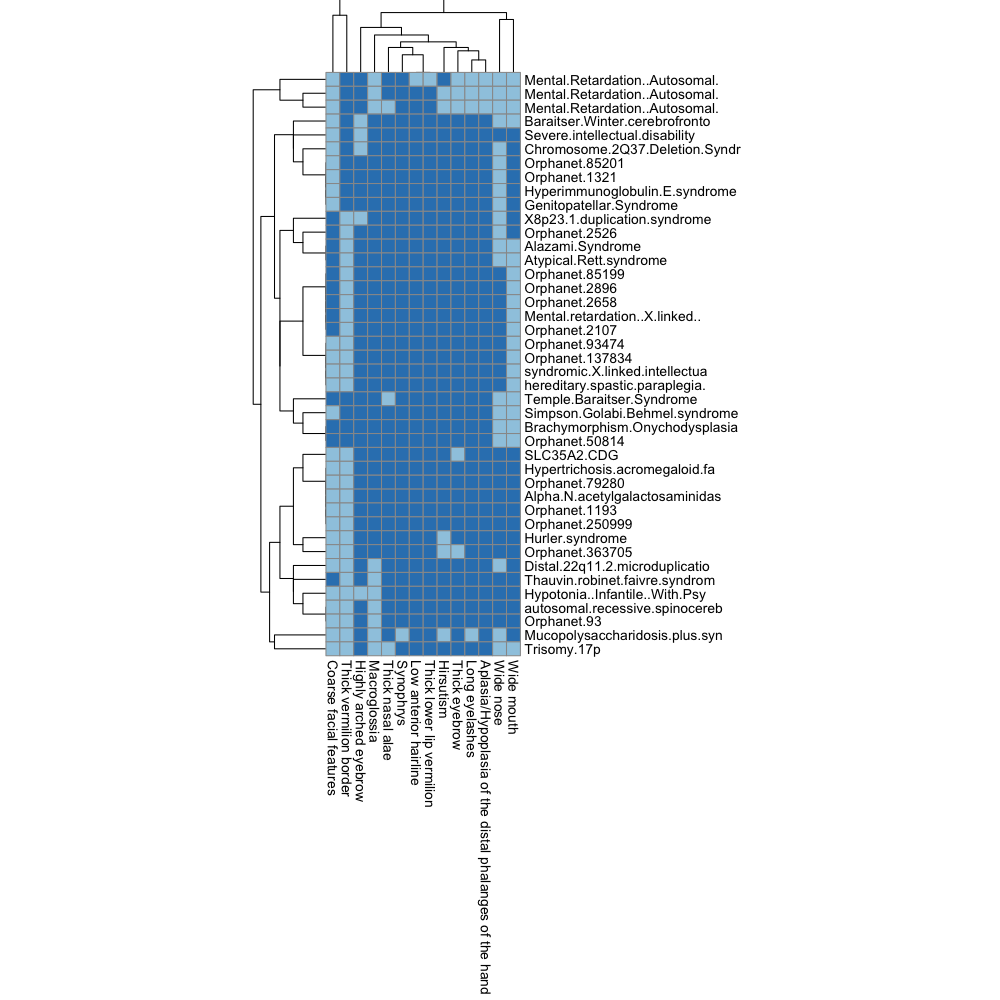 Mental.Retardation..Autosomal.
Mental.Retardation..Autosomal.
Mental.Retardation..Autosomal.
Baraitser.Winter.cerebrofronto
Severe.intellectual.disability
Chromosome.2Q37.Deletion.Syndr
Orphanet.85201
Orphanet.1321
Hyperimmunoglobulin.E.syndrome
Genitopatellar.Syndrome
X8p23.1.duplication.syndrome
Orphanet.2526
Alazami.Syndrome
Atypical.Rett.syndrome
Orphanet.85199
Orphanet.2896
Orphanet.2658
Mental.retardation..X.linked..
Orphanet.2107
Orphanet.93474
Orphanet.137834
syndromic.X.linked.intellectua
hereditary.spastic.paraplegia.
Temple.Baraitser.Syndrome
Simpson.Golabi.Behmel.syndrome
Brachymorphism.Onychodysplasia
Orphanet.50814
SLC35A2.CDG
Hypertrichosis.acromegaloid.fa
Orphanet.79280
Alpha.N.acetylgalactosaminidas
Orphanet.1193
Orphanet.250999
Hurler.syndrome
Orphanet.363705
Distal.22q11.2.microduplicatio
Thauvin.robinet.faivre.syndrom
Hypotonia..Infantile..With.Psy
autosomal.recessive.spinocereb
Orphanet.93
Mucopolysaccharidosis.plus.syn
Trisomy.17p
Coarse facial features
Thick vermilion border
Highly arched eyebrow
Macroglossia
Thick nasal alae
Synophrys
Low anterior hairline
Thick lower lip vermilion
Hirsutism
Thick eyebrow
Long eyelashes
Aplasia/Hypoplasia of the distal phalanges of the hand
Wide nose
Wide mouth